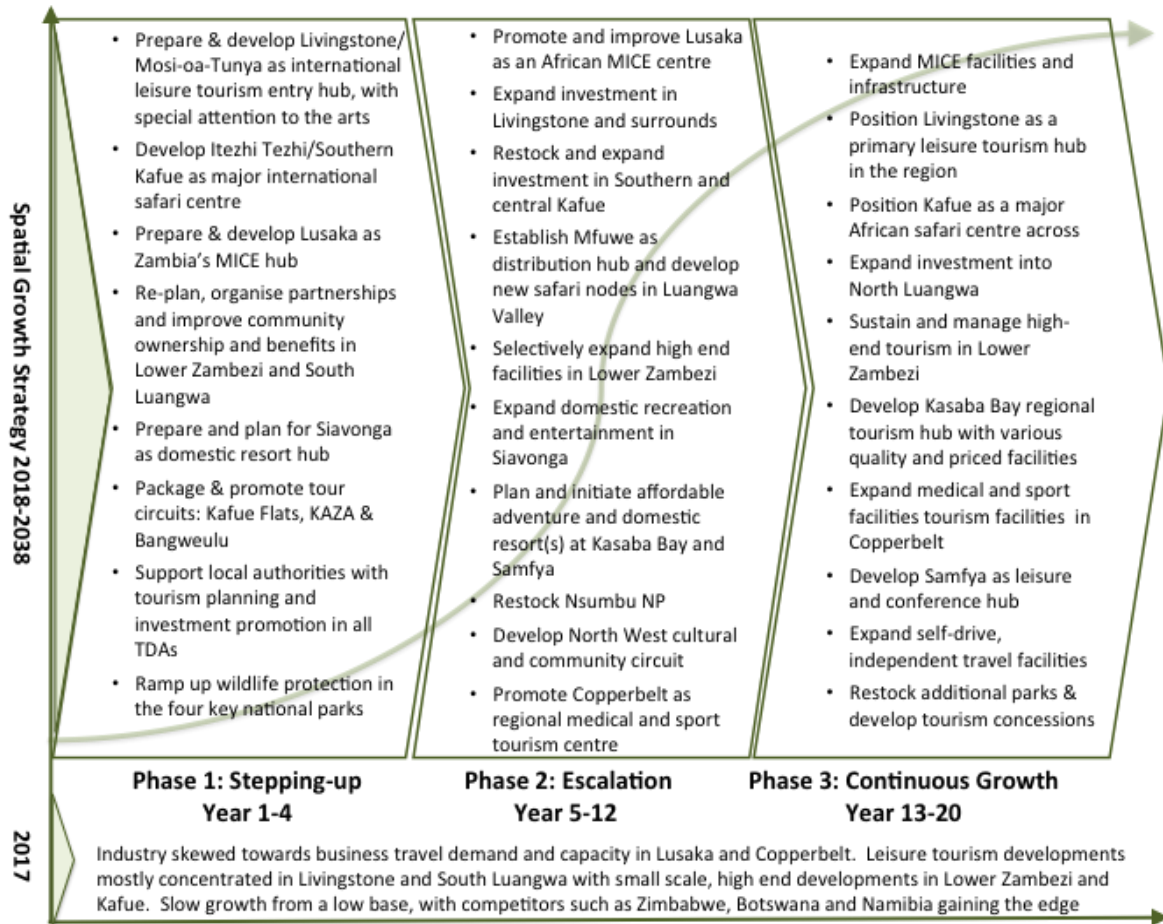 Spatial Growth Strategy 2018-2038
• Prepare & develop Livingstone/
Mosi-oa-Tunya as international
leisure tourism entry hub, with
special attention to the arts
• Develop Itezhi Tezhi/Southern
Kafue as major international
safari centre
• Prepare & develop Lusaka as
Zambia's MICE hub
• Re-plan, organise partnerships
and improve community
ownership and benefits in
Lower Zambezi and South
Luangwa
• Prepare and plan for Siavonga
as domestic resort hub
• Package & promote tour
circuits: Kafue Flats, KAZA &
Bangweulu
• Support local authorities with
tourism planning and
investment promotion in all
TDAs
• Ramp up wildlife protection in
the four key national parks
• Promote and improve Lusaka
as an African MICE centre
• Expand investment in
Livingstone and surrounds
• Restock and expand
investment in Southern and
central Kafue
• Establish Mfuwe as
distribution hub and develop
new safari nodes in Luangwa
Valley
• Selectively expand high end
facilities in Lower Zambezi
• Expand domestic recreation
and entertainment in
Siavonga
• Plan and initiate affordable
adventure and domestic
resort(s) at Kasaba Bay and
Samfya
• Restock Nsumbu NP
• Develop North West cultural
and community circuit
• Promote Copperbelt as
regional medical and sport
tourism centre
• Expand MICE facilities and
infrastructure
• Position Livingstone as a
primary leisure tourism hub
in the region
• Position Kafue as a major
African safari centre across
• Expand investment into
North Luangwa
• Sustain and manage high-
end tourism in Lower
Zambezi
• Develop Kasaba Bay regional
tourism hub with various
quality and priced facilities
• Expand medical and sport
facilities tourism facilities in
Copperbelt
• Develop Samfya as leisure
and conference hub
• Expand self-drive,
independent travel facilities
• Restock additional parks &
develop tourism concessions
Phase 1: Stepping-up
Year 1-4
Phase 2: Escalation
Year 5-12
Phase 3: Continuous Growth
Year 13-20
2017
Industry skewed towards business travel demand and capacity in Lusaka and Copperbelt. Leisure tourism developments
mostly concentrated in Livingstone and South Luangwa with small scale, high end developments in Lower Zambezi and
Kafue. Slow growth from a low base, with competitors such as Zimbabwe, Botswana and Namibia gaining the edge